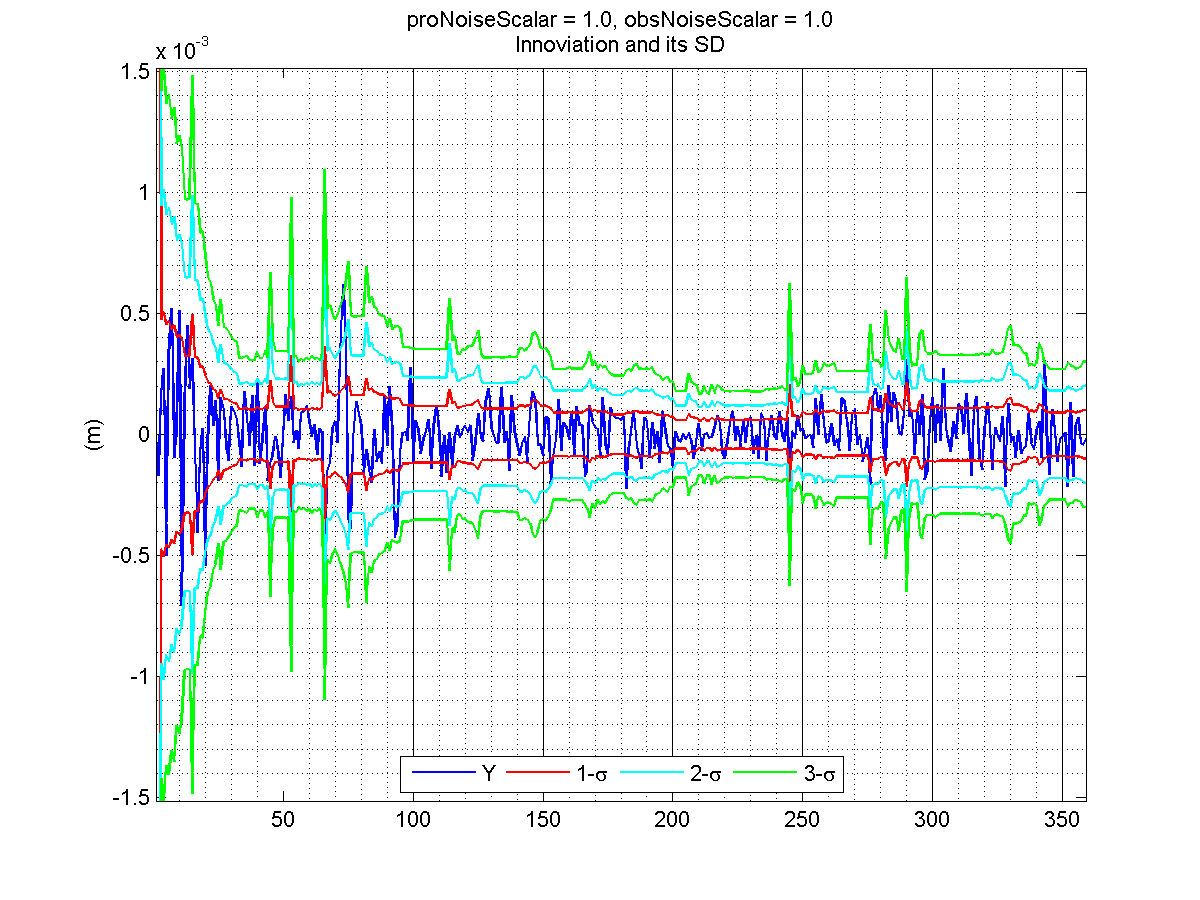 proNoiseScalar = 1.0, obsNoiseScalar = 1.0
Innoviation and its SD
x 10-3
1.5
1
0.5
0
-0.5
-1
-1.5
(m)
Y 1-σ 2-σ 3-σ
50 100 150 200 250 300 350